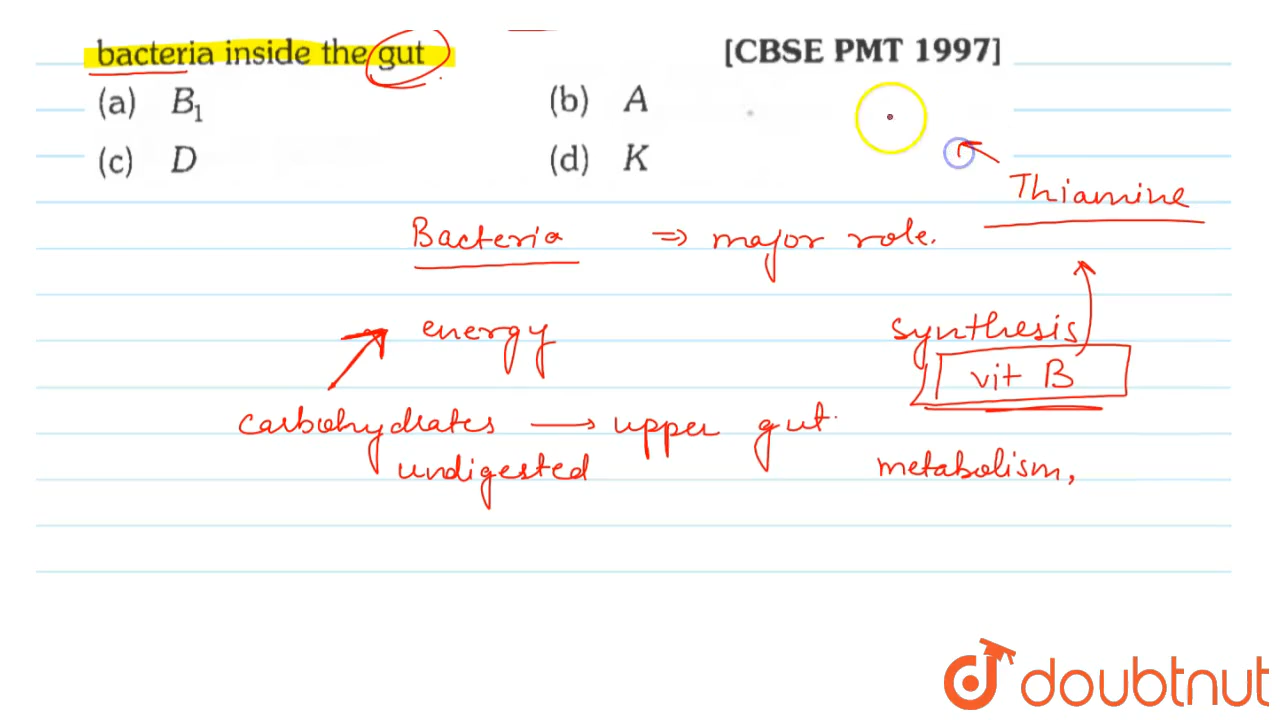 bacteria inside the gut [CBSE PMT 1997]
(a) B₁ (b) A
(c) D (d) K
Thiamine
Bacteria ⇒ major role.
energy synthesis
vit B
carbohydrates → upper gut.
undigested metabolism,
doubtnut